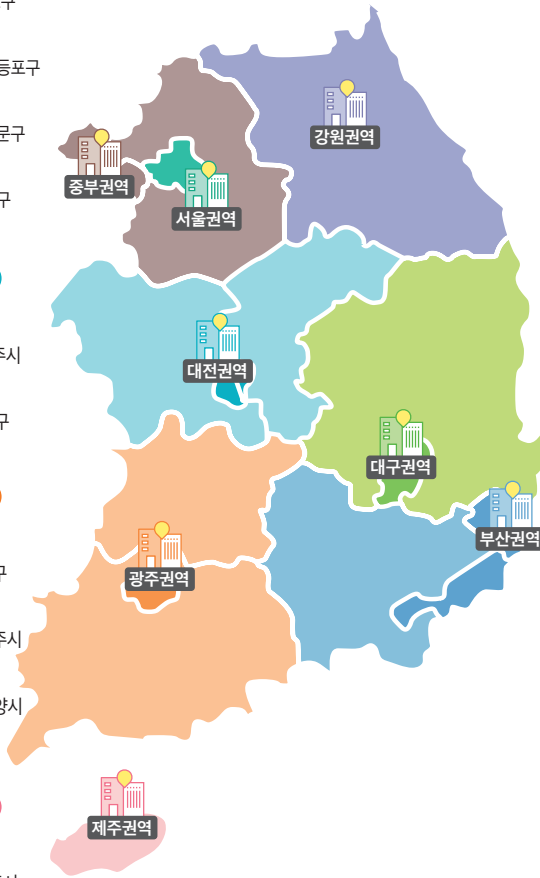 등포구
문구
구
주시
구
구
주시
양시
강원권역
중부권역
서울권역
대전권역
대구권역
부산권역
광주권역
제주권역